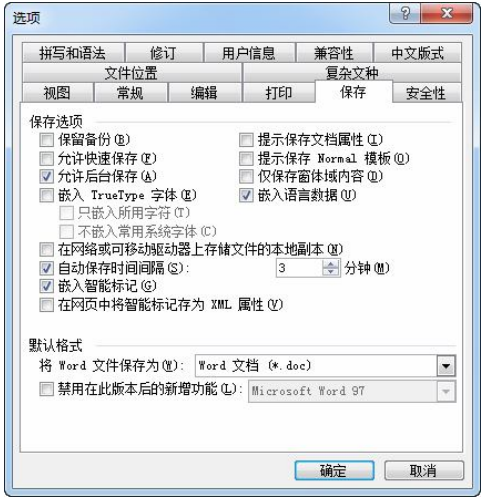 选项
拼写和语法 修订 用户信息 兼容性 中文版式
文件位置 复杂文种
视图 常规 编辑 打印 保存 安全性
保存选项
保留备份(B) 提示保存文档属性(I)
允许快速保存(F) 提示保存 Normal 模板(O)
允许后台保存(A) 仅保存窗体域内容(D)
嵌入 TrueType 字体(E) 嵌入语言数据(U)
只嵌入所用字符(T)
不嵌入常用系统字体(C)
在网络或可移动驱动器上存储文件的本地副本(N)
自动保存时间间隔(S): 3 分钟(M)
嵌入智能标记(G)
在网页中将智能标记存为 XML 属性(V)
默认格式
将 Word 文件保存为(W): Word 文档 (*.doc)
禁用在此版本后的新增功能(L): Microsoft Word 97
确定 取消